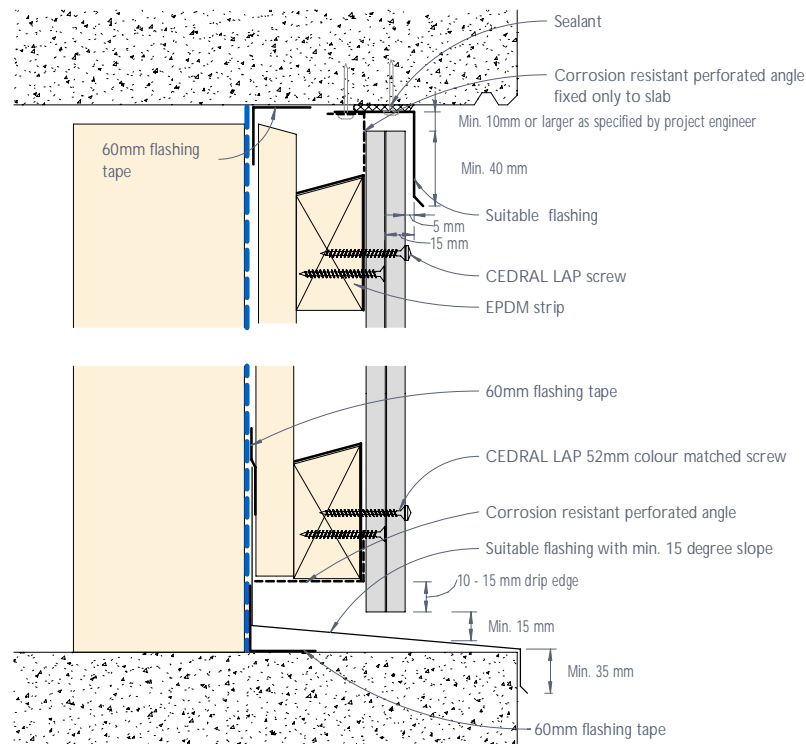 Sealant
Corrosion resistant perforated angle
fixed only to slab
Min. 10mm or larger as specified by project engineer
60mm flashing
tape
Min. 40 mm
Suitable flashing
5 mm
15 mm
CEDRAL LAP screw
EPDM strip
60mm flashing tape
CEDRAL LAP 52mm colour matched screw
Corrosion resistant perforated angle
Suitable flashing with min. 15 degree slope
10 - 15 mm drip edge
Min. 15 mm
Min. 35 mm
60mm flashing tape